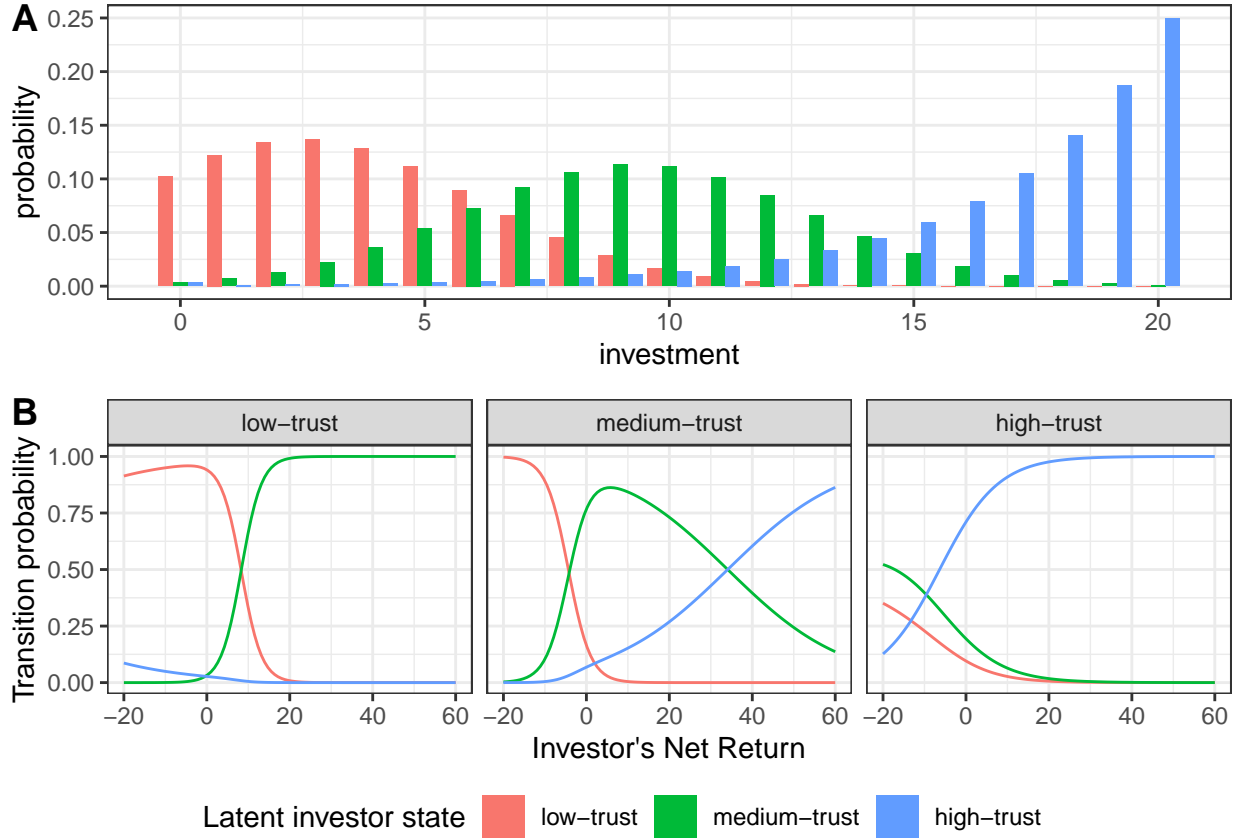 A
probability
0.25
0.20
0.15
0.10
0.05
0.00
0 5 10 15 20
investment
B
low−trust medium−trust high−trust
Transition probability
1.00
0.75
0.50
0.25
0.00
−20 0 20 40 60 −20 0 20 40 60 −20 0 20 40 60
Investor's Net Return
Latent investor state low−trust medium−trust high−trust